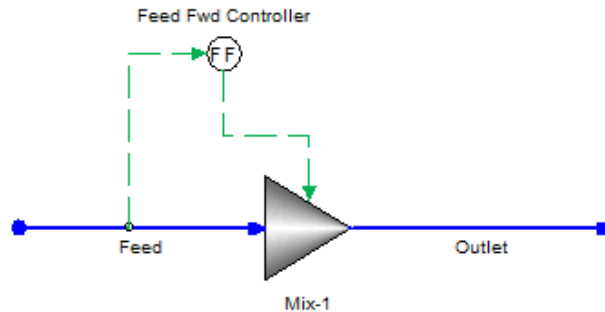 Feed Fwd Controller
FF
Feed
Outlet
Mix-1